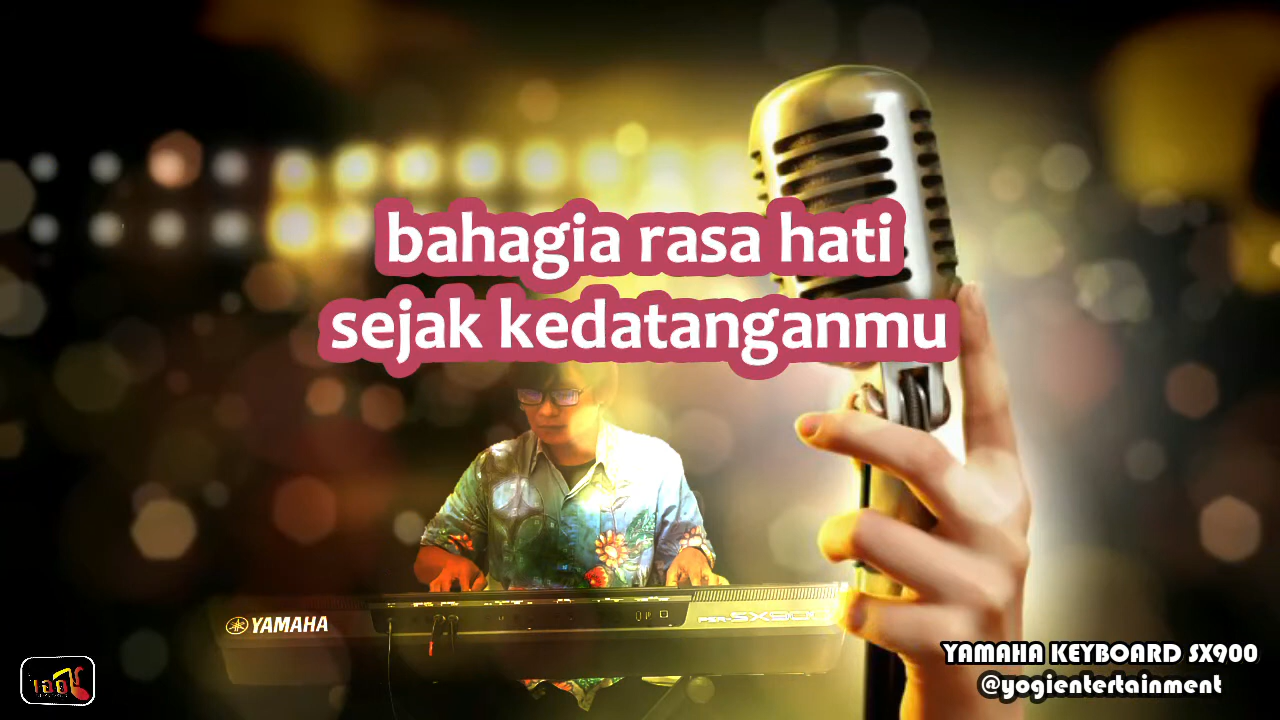 bahagia rasa hati
sejak kedatanganmu
YAMAHA
YAMAHA KEYBOARD SX900
@yogientertainment